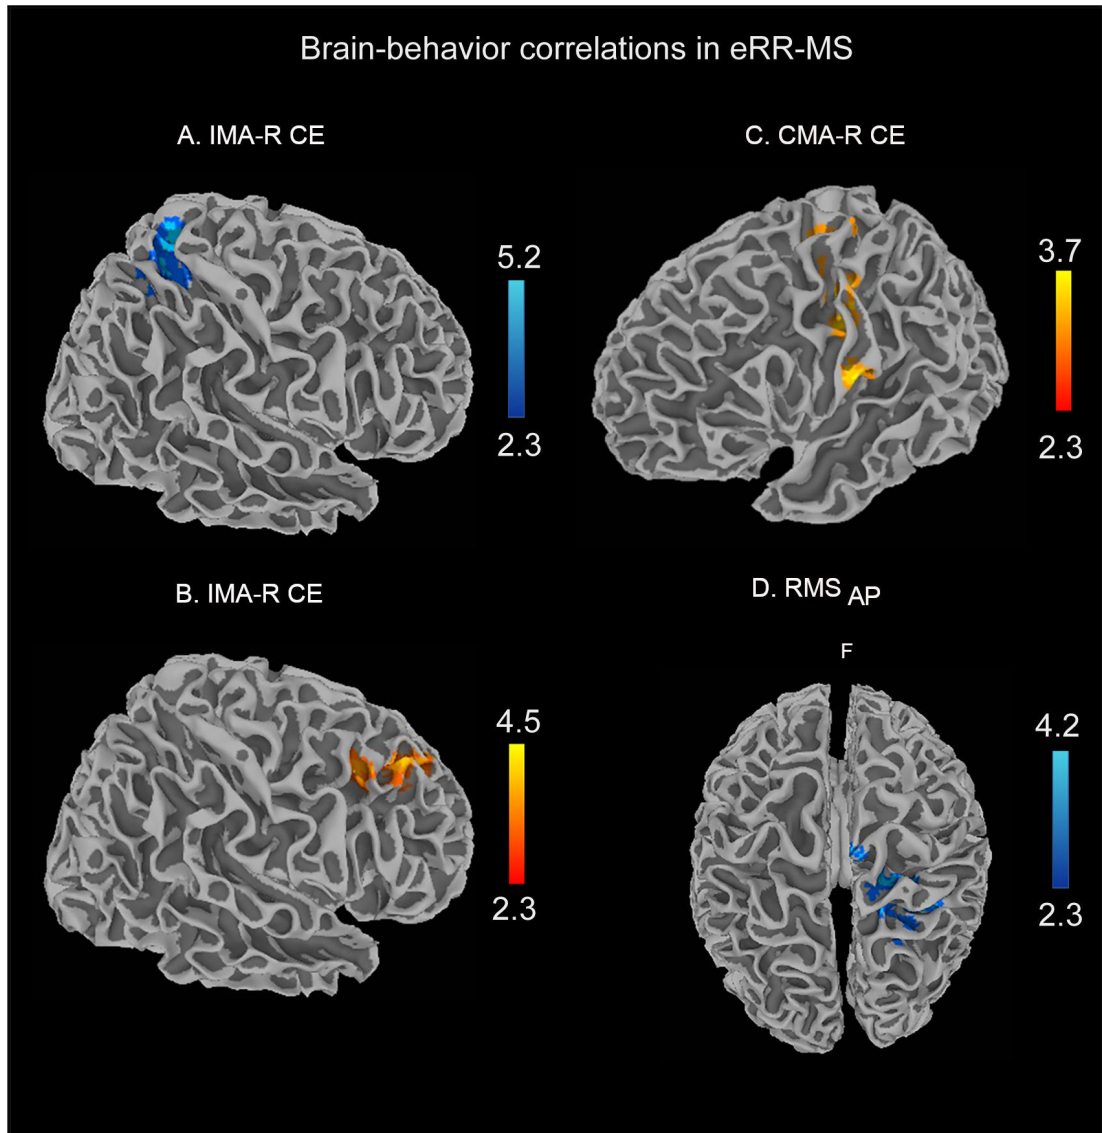 Brain-behavior correlations in eRR-MS
A. IMA-R CE
5.2
2.3
C. CMA-R CE
3.7
2.3
B. IMA-R CE
4.5
2.3
D. RMS AP
F
4.2
2.3